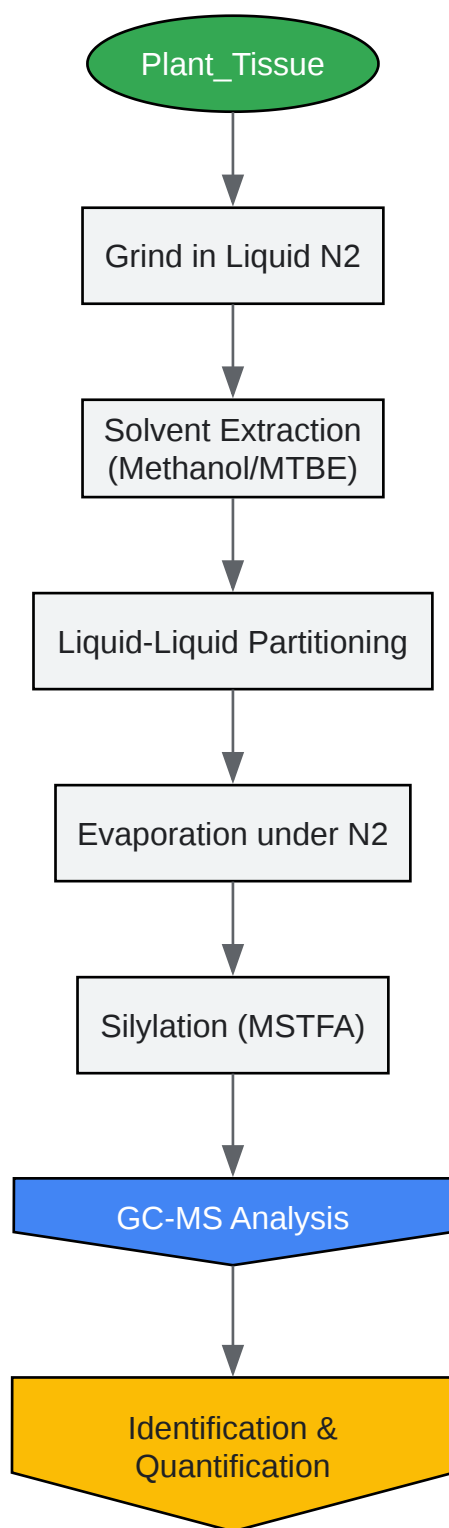 Plant_Tissue
Grind in Liquid N2
Solvent Extraction
(Methanol/MTBE)
Liquid-Liquid Partitioning
Evaporation under N2
Silylation (MSTFA)
GC-MS Analysis
Identification &
Quantification